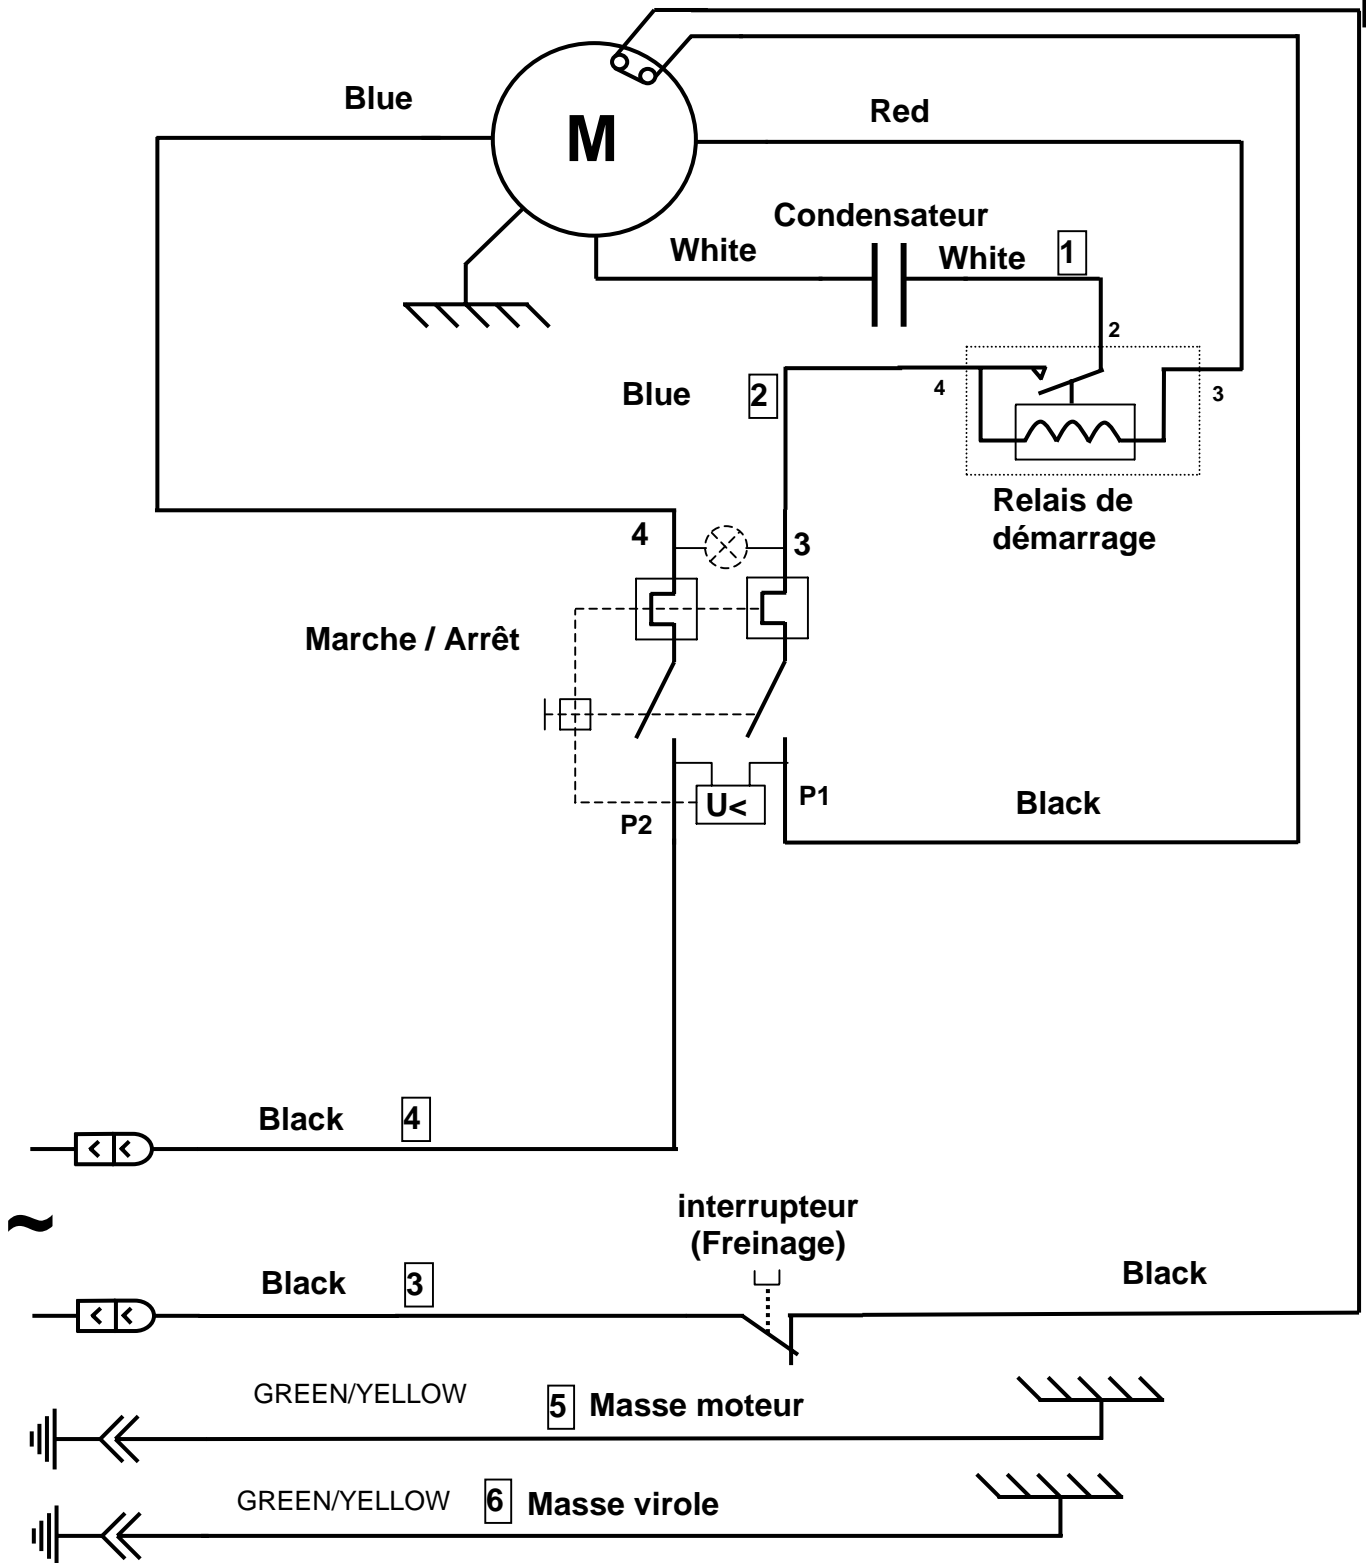 Blue
Red
M
Condensateur
White
White
1
2
Blue
2
4
3
Relais de
démarrage
4
3
Marche / Arrêt
P1
Black
U<
P2
Black
4
~
interrupteur
(Freinage)
Black
3
Black
GREEN/YELLOW
5
Masse moteur
GREEN/YELLOW
6
Masse virole